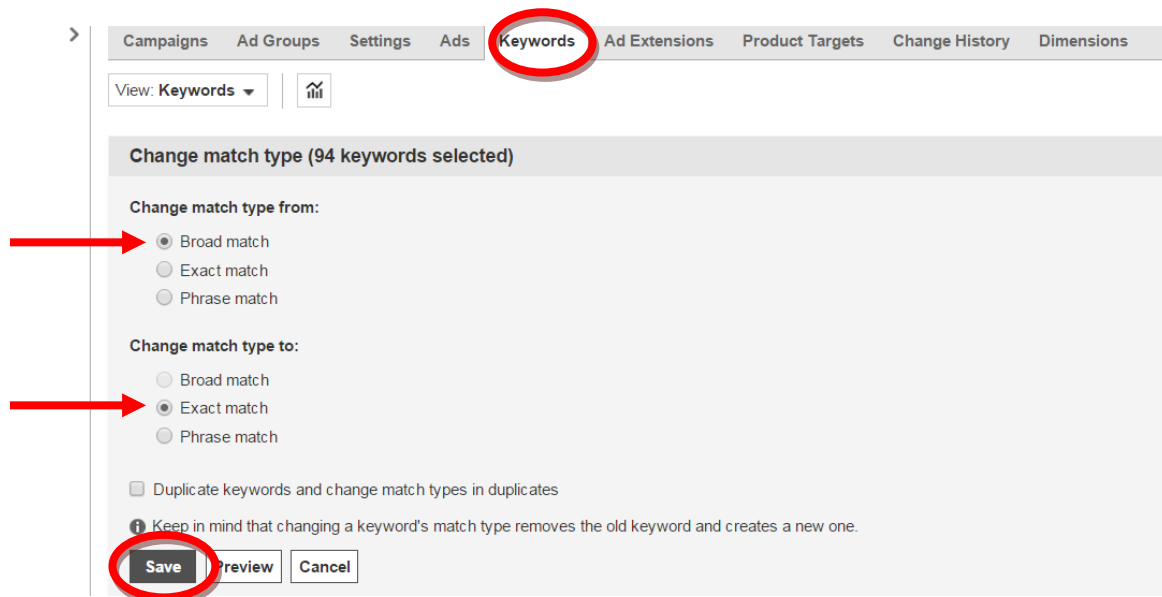 Campaigns Ad Groups Settings Ads Keywords Ad Extensions Product Targets Change History Dimensions
View: Keywords
Change match type (94 keywords selected)
Change match type from:
Broad match
Exact match
Phrase match
Change match type to:
Broad match
Exact match
Phrase match
Duplicate keywords and change match types in duplicates
Keep in mind that changing a keyword's match type removes the old keyword and creates a new one.
Save Preview Cancel